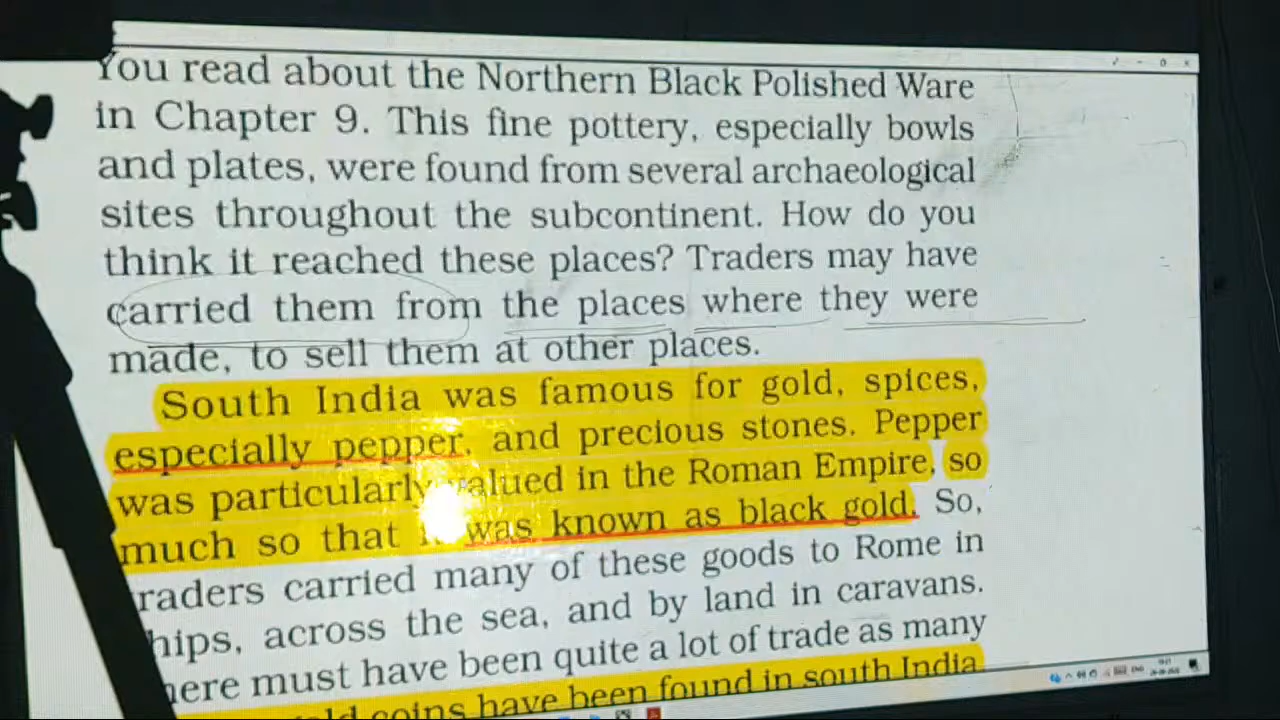 You read about the Northern Black Polished Ware
in Chapter 9. This fine pottery, especially bowls
and plates, were found from several archaeological
sites throughout the subcontinent. How do you
think it reached these places? Traders may have
carried them from the places where they were
made, to sell them at other places.
South India was famous for gold, spices,
especially pepper, and precious stones. Pepper
was particularly valued in the Roman Empire, so
much so that it was known as black gold. So,
raders carried many of these goods to Rome in
hips, across the sea, and by land in caravans.
here must have been quite a lot of trade as many
ld coins have been found in south India